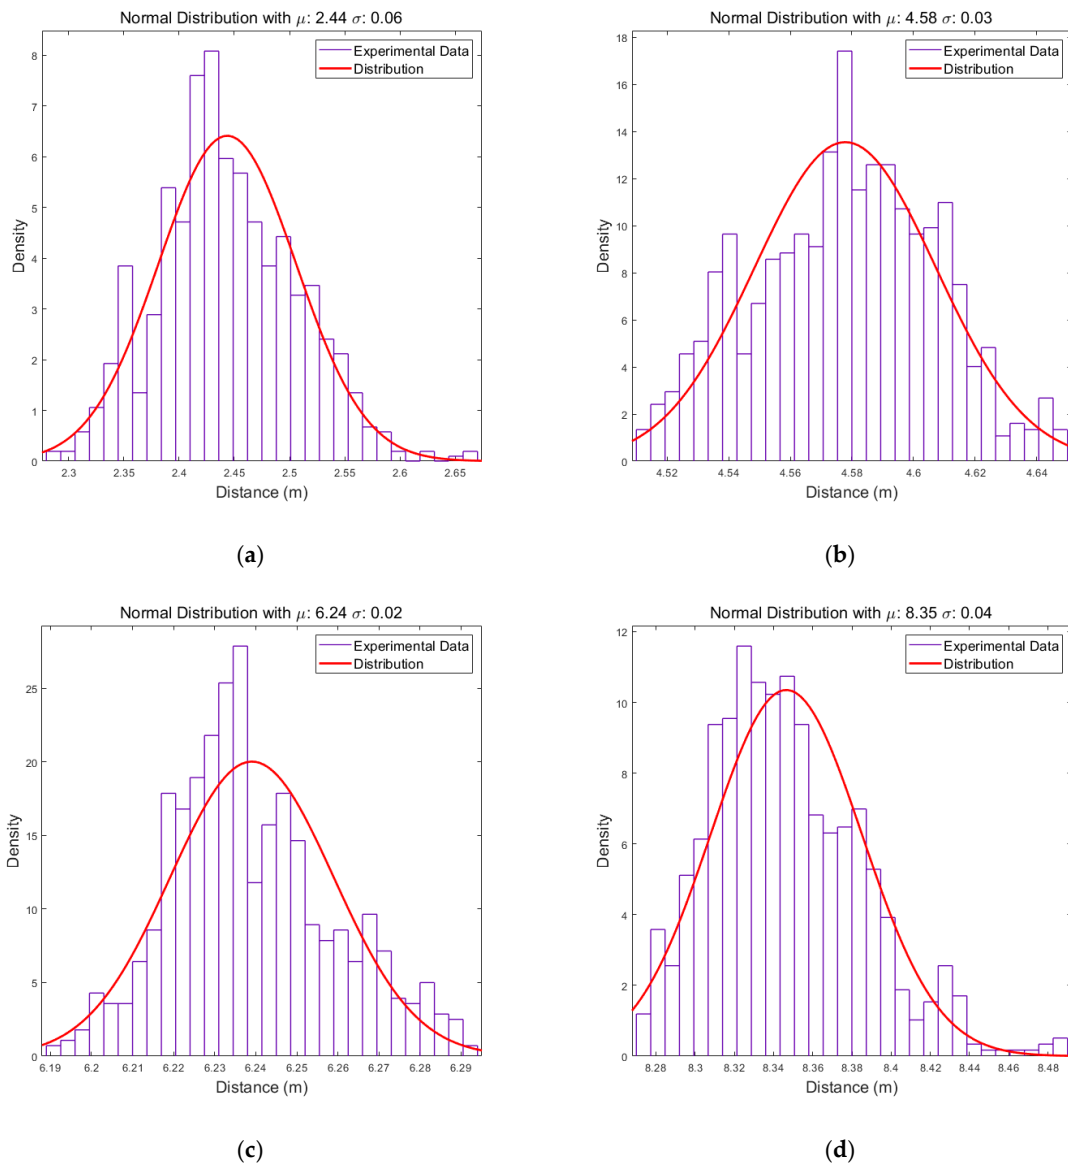 Normal Distribution with μ: 2.44 σ: 0.06
Experimental Data
Distribution
8
7
6
5
4
3
2
1
0
Density
2.3 2.35 2.4 2.45 2.5 2.55 2.6 2.65
Distance (m)
(a)
Normal Distribution with μ: 4.58 σ: 0.03
Experimental Data
Distribution
18
16
14
12
10
8
6
4
2
0
Density
4.52 4.54 4.56 4.58 4.6 4.62 4.64
Distance (m)
(b)
Normal Distribution with μ: 6.24 σ: 0.02
Experimental Data
Distribution
25
20
15
10
5
0
Density
6.19 6.2 6.21 6.22 6.23 6.24 6.25 6.26 6.27 6.28 6.29
Distance (m)
(c)
Normal Distribution with μ: 8.35 σ: 0.04
Experimental Data
Distribution
12
10
8
6
4
2
0
Density
8.28 8.3 8.32 8.34 8.36 8.38 8.4 8.42 8.44 8.46 8.48
Distance (m)
(d)